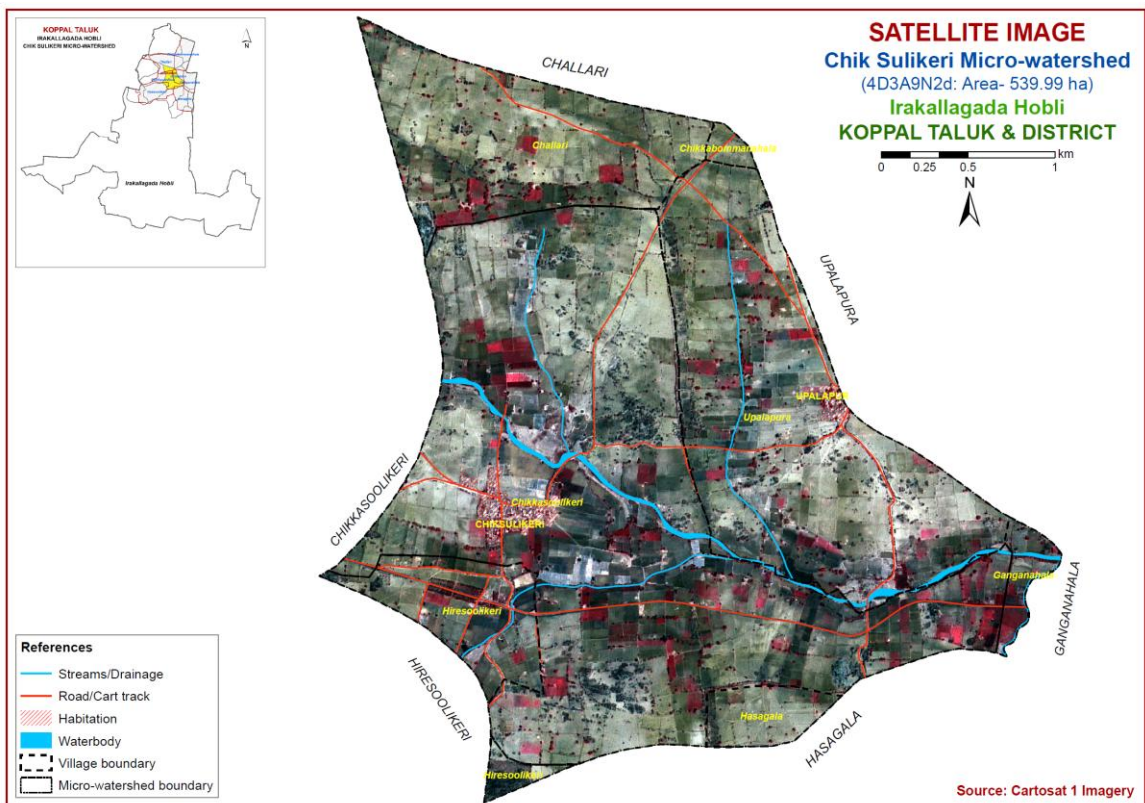 KOPPAL TALUK
IRAKALLAGADA HOBLI
CHIK SULIKERI MICRO-WATERSHED
N
Irakallagada Hobli
SATELLITE IMAGE
Chik Sulikeri Micro-watershed
(4D3A9N2d: Area- 539.99 ha)
Irakallagada Hobli
KOPPAL TALUK & DISTRICT
km
0 0.25 0.5 1
N
CHALLARI
Challari
Chikkabommanahala
UPALAPURA
UPALAPUR
Upalapura
CHIKKASOOLIKERI
Chikkasoolikeri
CHIKSULIKERI
Ganganahala
GANGANAHALA
Hiresoolikeri
HIRESOOLIKERI
Hasagala
HASAGALA
Hiresoolikeri
References
Streams/Drainage
Road/Cart track
Habitation
Waterbody
Village boundary
Micro-watershed boundary
Source: Cartosat 1 Imagery